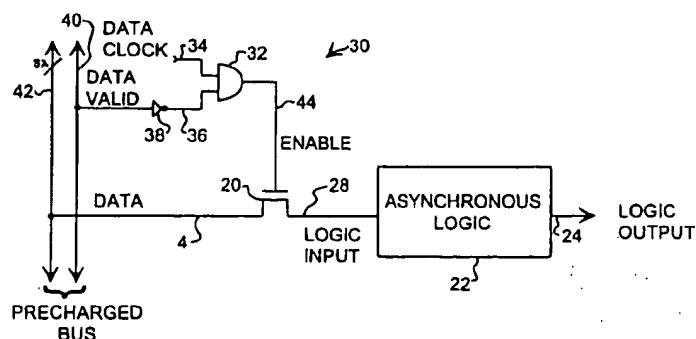 40
DATA
CLOCK
34
32
30
42
DATA
VALID
38
36
44
ENABLE
20
28
DATA
4
LOGIC
INPUT
ASYNCHRONOUS
LOGIC
22
24
LOGIC
OUTPUT
PRECHARGED
BUS